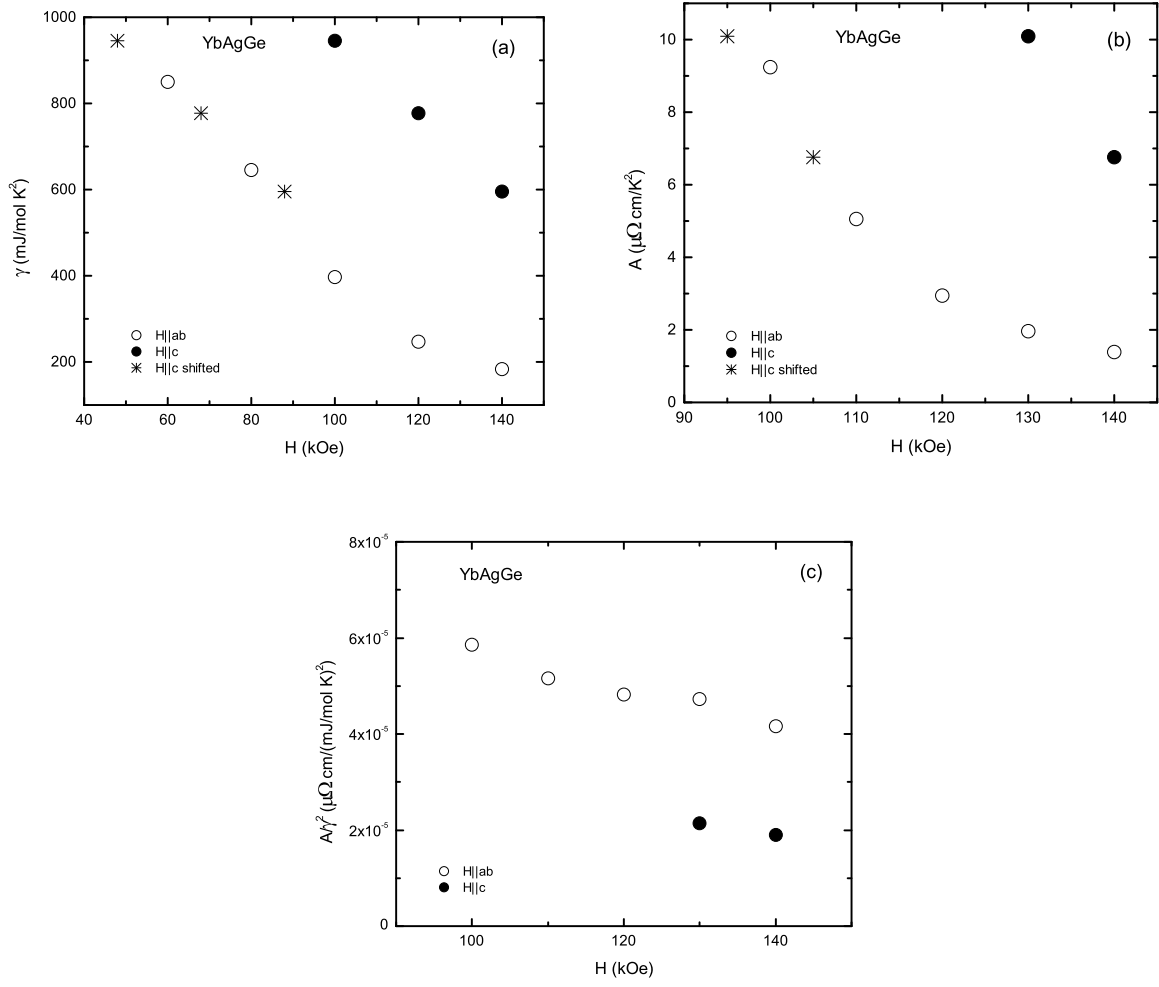 YbAgGe
(a)
1000
800
600
400
200
γ (mJ/mol K²)
H||ab
H||c
H||c shifted
40 60 80 100 120 140
H (kOe)
YbAgGe
(b)
10
8
6
4
2
0
A (μΩ cm/K²)
H||ab
H||c
H||c shifted
90 100 110 120 130 140
H (kOe)
YbAgGe
(c)
8x10⁻⁵
6x10⁻⁵
4x10⁻⁵
2x10⁻⁵
0
A/γ² (μΩ cm/(mJ/mol K)²)
H||ab
H||c
100 120 140
H (kOe)